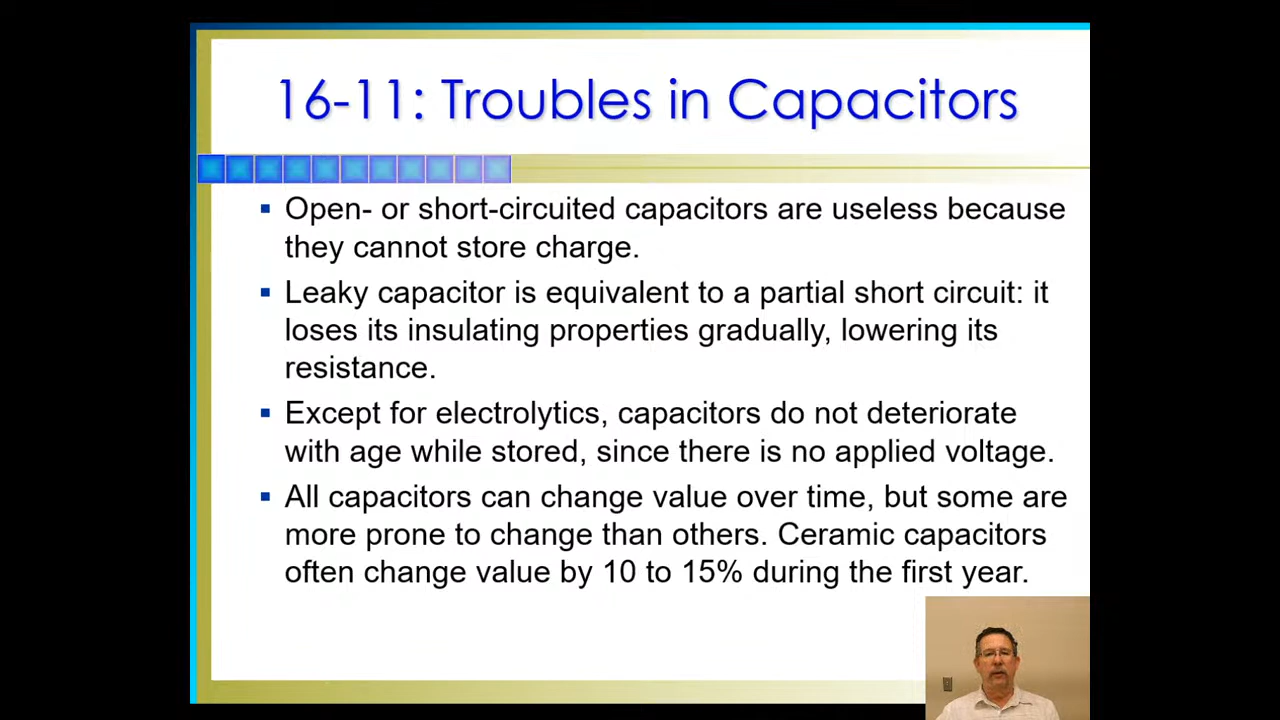 16-11: Troubles in Capacitors
Open- or short-circuited capacitors are useless because
they cannot store charge.
Leaky capacitor is equivalent to a partial short circuit: it
loses its insulating properties gradually, lowering its
resistance.
Except for electrolytics, capacitors do not deteriorate
with age while stored, since there is no applied voltage.
All capacitors can change value over time, but some are
more prone to change than others. Ceramic capacitors
often change value by 10 to 15% during the first year.